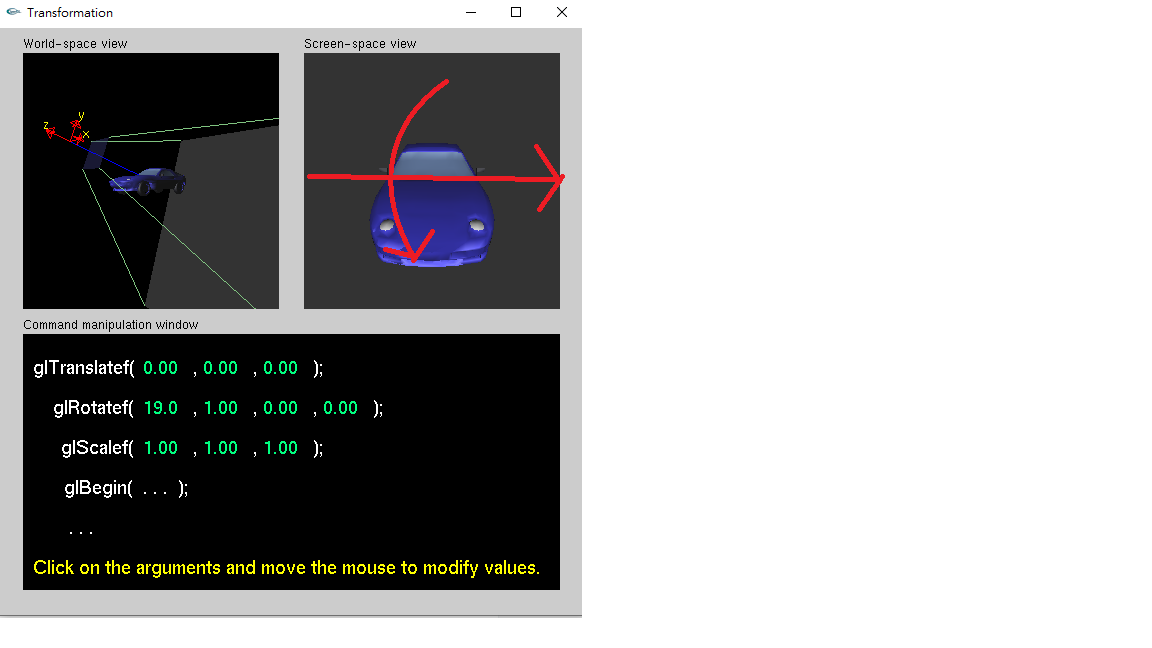 Transformation
World-space view
Screen-space view
y
z
x
Command manipulation window
glTranslatef( 0.00 , 0.00 , 0.00 );
glRotatef( 19.0 , 1.00 , 0.00 , 0.00 );
glScalef( 1.00 , 1.00 , 1.00 );
glBegin( . . . );
. . .
Click on the arguments and move the mouse to modify values.